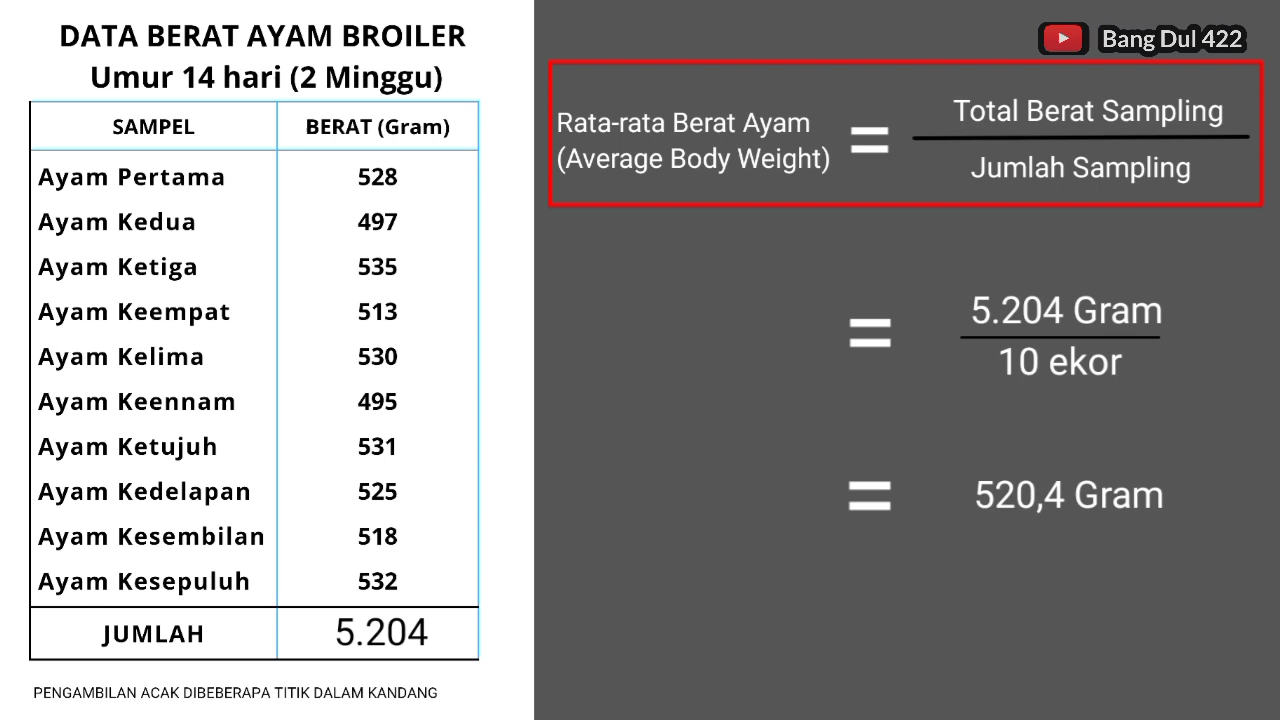 DATA BERAT AYAM BROILER
Umur 14 hari (2 Minggu)
SAMPEL BERAT (Gram)
Ayam Pertama 528
Ayam Kedua 497
Ayam Ketiga 535
Ayam Keempat 513
Ayam Kelima 530
Ayam Keennam 495
Ayam Ketujuh 531
Ayam Kedelapan 525
Ayam Kesembilan 518
Ayam Kesepuluh 532
JUMLAH 5.204
PENGAMBILAN ACAK DIBEBERAPA TITIK DALAM KANDANG
Bang Dul 422
Rata-rata Berat Ayam
(Average Body Weight)
=
Total Berat Sampling
Jumlah Sampling
=
5.204 Gram
10 ekor
= 520,4 Gram